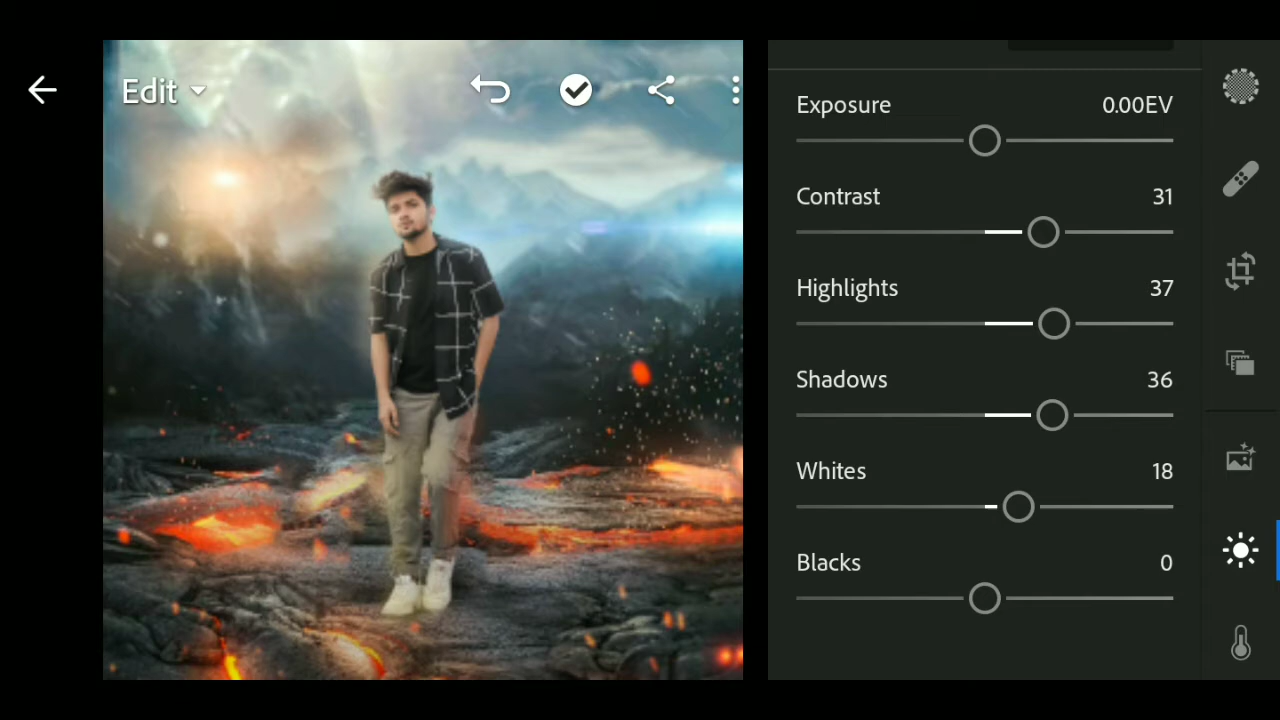 Edit
Exposure 0.00EV
Contrast 31
Highlights 37
Shadows 36
Whites 18
Blacks 0